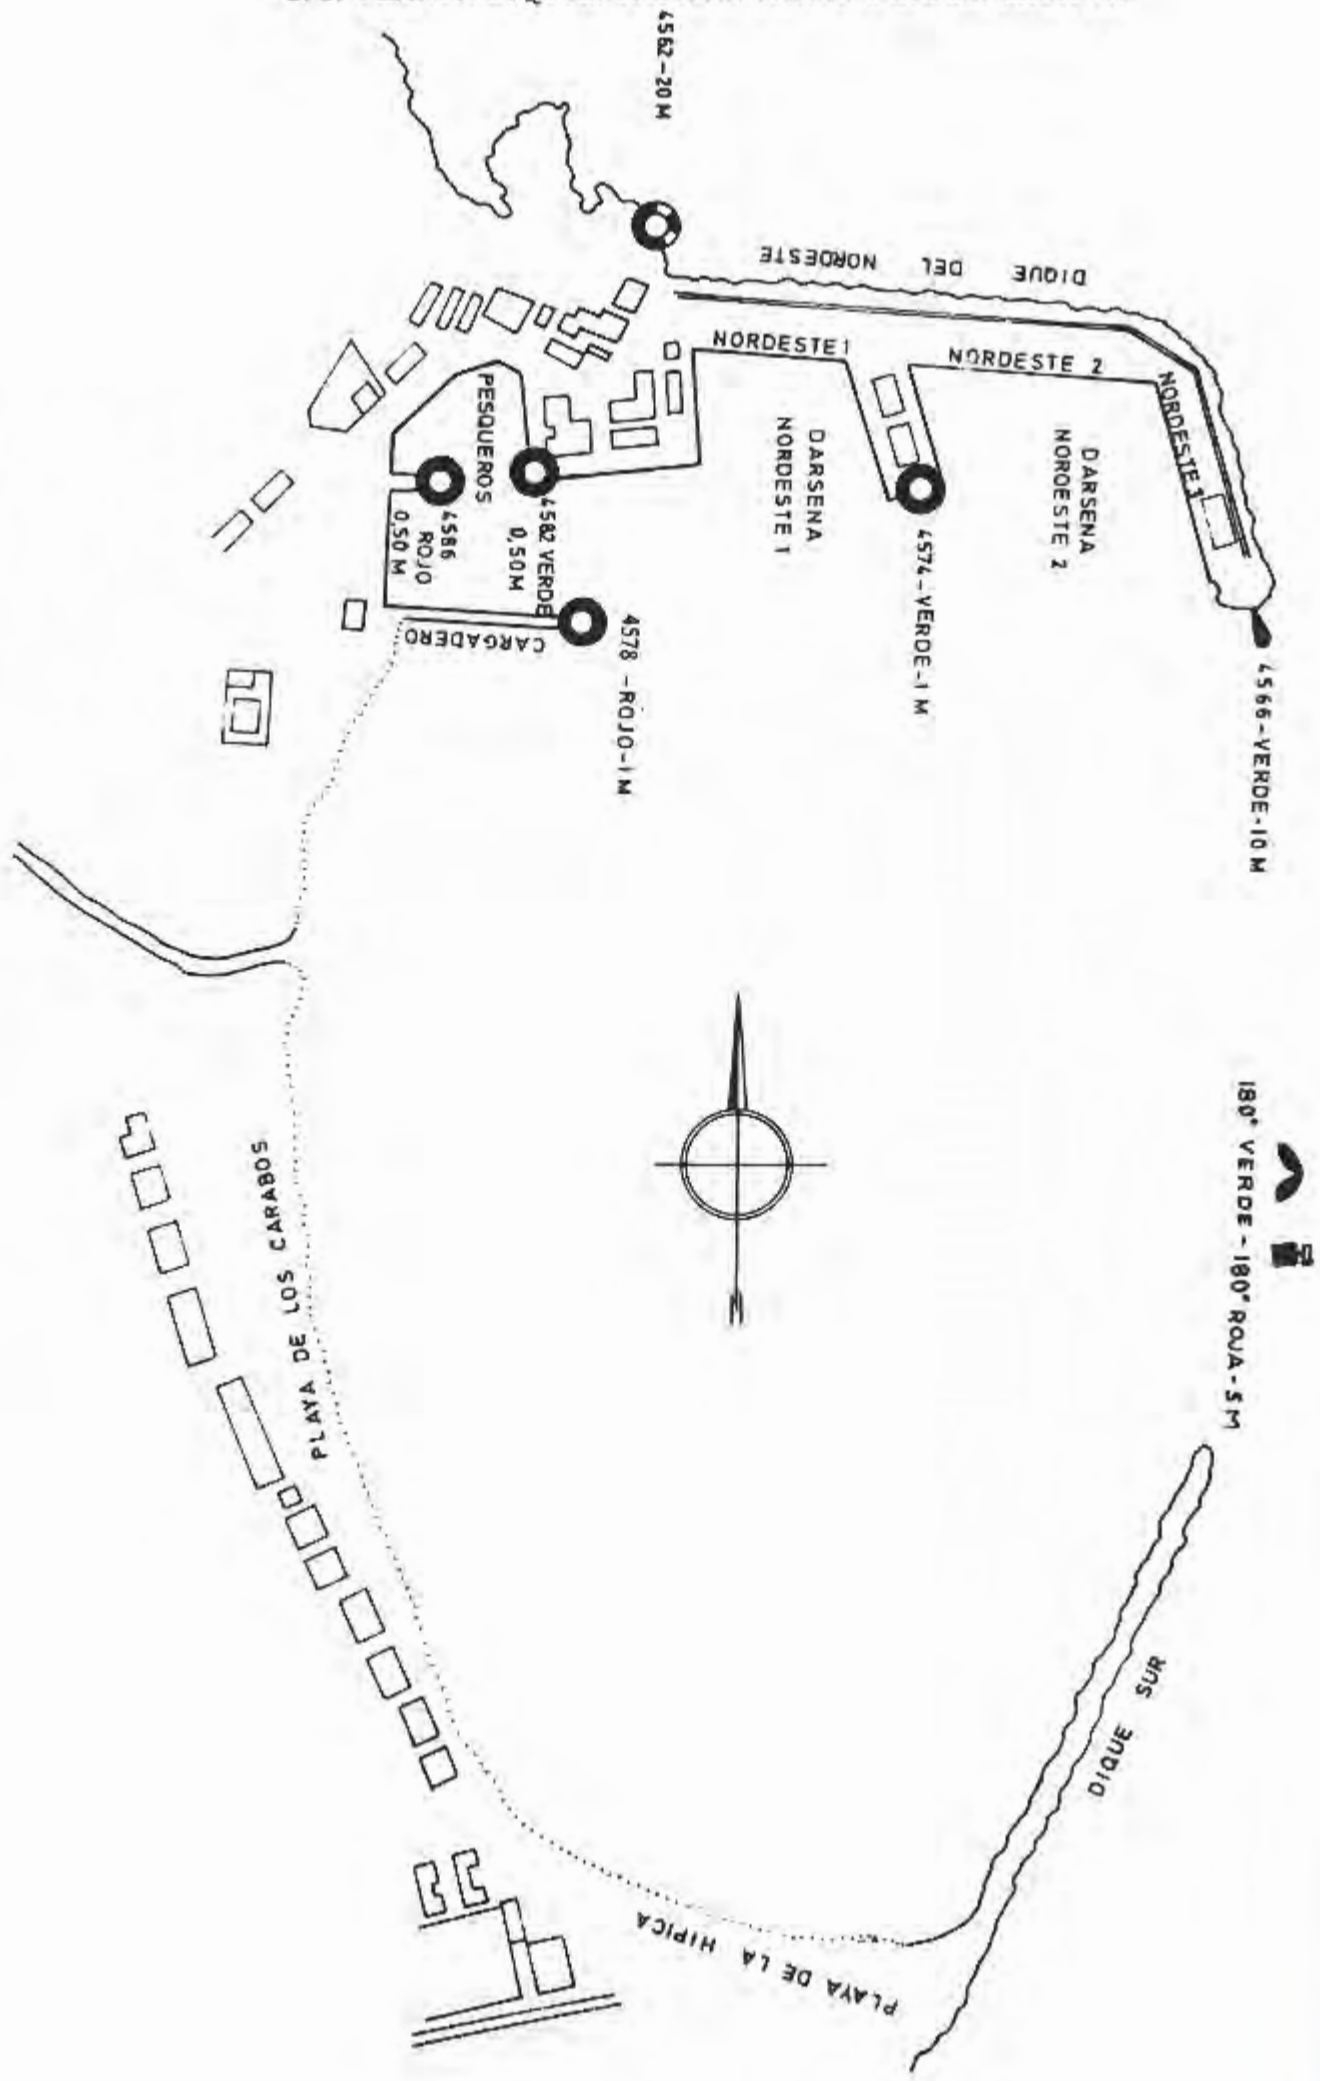 4562-20 M
DIQUE DEL NOROESTE
NORDESTE 1
NORDESTE 2
NORDESTE 3
DARSENA
NORDESTE 1
DARSENA
NOROESTE 2
PESQUEROS
4586
ROJO
0,50 M
4582 VERDE
0,50 M
CARGADERO
4578 - ROJO - 1 M
4574 - VERDE - 1 M
4566 - VERDE - 10 M
180° VERDE - 180° ROJA - 5 M
PLAYA DE LOS CARABOS
DIQUE SUR
PLAYA DE LA HIPICA